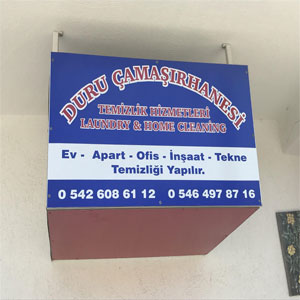 DURU ÇAMAŞIRHANESİ
TEMİZLİK HİZMETLERİ
LAUNDRY & HOME CLEANING
Ev - Apart - Ofis - İnşaat - Tekne
Temizliği Yapılır.
0 542 608 61 12 0 546 497 87 16